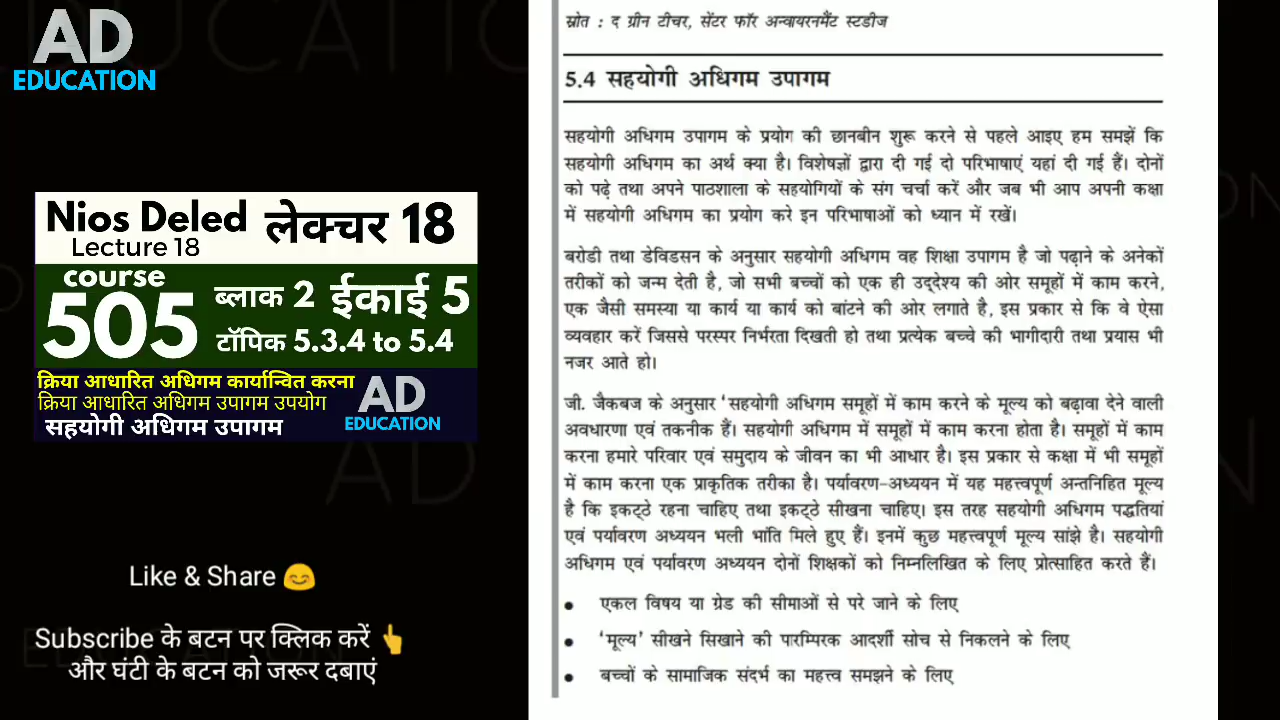 AD
EDUCATION
Nios Deled
Lecture 18
लेक्चर 18
course
505
ब्लाक 2 ईकाई 5
टॉपिक 5.3.4 to 5.4
क्रिया आधारित अधिगम कार्यान्वित करना
क्रिया आधारित अधिगम उपागम उपयोग
सहयोगी अधिगम उपागम
AD
EDUCATION
Like & Share 😊
Subscribe के बटन पर क्लिक करें 👆
और घंटी के बटन को जरूर दबाएं
स्रोत : द ग्रीन टीचर, सेंटर फॉर अन्वायरनमैंट स्टडीज
5.4 सहयोगी अधिगम उपागम
सहयोगी अधिगम उपागम के प्रयोग की छानबीन शुरू करने से पहले आइए हम समझें कि
सहयोगी अधिगम का अर्थ क्या है। विशेषज्ञों द्वारा दी गई दो परिभाषाएं यहां दी गई हैं। दोनों
को पढ़े तथा अपने पाठशाला के सहयोगियों के संग चर्चा करें और जब भी आप अपनी कक्षा
में सहयोगी अधिगम का प्रयोग करे इन परिभाषाओं को ध्यान में रखें।
बरोडी तथा डेविडसन के अनुसार सहयोगी अधिगम वह शिक्षा उपागम है जो पढ़ाने के अनेकों
तरीकों को जन्म देती है, जो सभी बच्चों को एक ही उद्देश्य की ओर समूहों में काम करने,
एक जैसी समस्या या कार्य या कार्य को बांटने की ओर लगाते है, इस प्रकार से कि वे ऐसा
व्यवहार करें जिससे परस्पर निर्भरता दिखती हो तथा प्रत्येक बच्चे की भागीदारी तथा प्रयास भी
नजर आते हो।
जी. जैकबज के अनुसार 'सहयोगी अधिगम समूहों में काम करने के मूल्य को बढ़ावा देने वाली
अवधारणा एवं तकनीक हैं। सहयोगी अधिगम में समूहों में काम करना होता है। समूहों में काम
करना हमारे परिवार एवं समुदाय के जीवन का भी आधार है। इस प्रकार से कक्षा में भी समूहों
में काम करना एक प्राकृतिक तरीका है। पर्यावरण-अध्ययन में यह महत्त्वपूर्ण अन्तनिहित मूल्य
है कि इकट्ठे रहना चाहिए तथा इकट्ठे सीखना चाहिए। इस तरह सहयोगी अधिगम पद्धतियां
एवं पर्यावरण अध्ययन भली भांति मिले हुए हैं। इनमें कुछ महत्त्वपूर्ण मूल्य सांझे है। सहयोगी
अधिगम एवं पर्यावरण अध्ययन दोनों शिक्षकों को निम्नलिखित के लिए प्रोत्साहित करते हैं।
• एकल विषय या ग्रेड की सीमाओं से परे जाने के लिए
• 'मूल्य' सीखने सिखाने की पारम्परिक आदर्शी सोच से निकलने के लिए
• बच्चों के सामाजिक संदर्भ का महत्त्व समझने के लिए